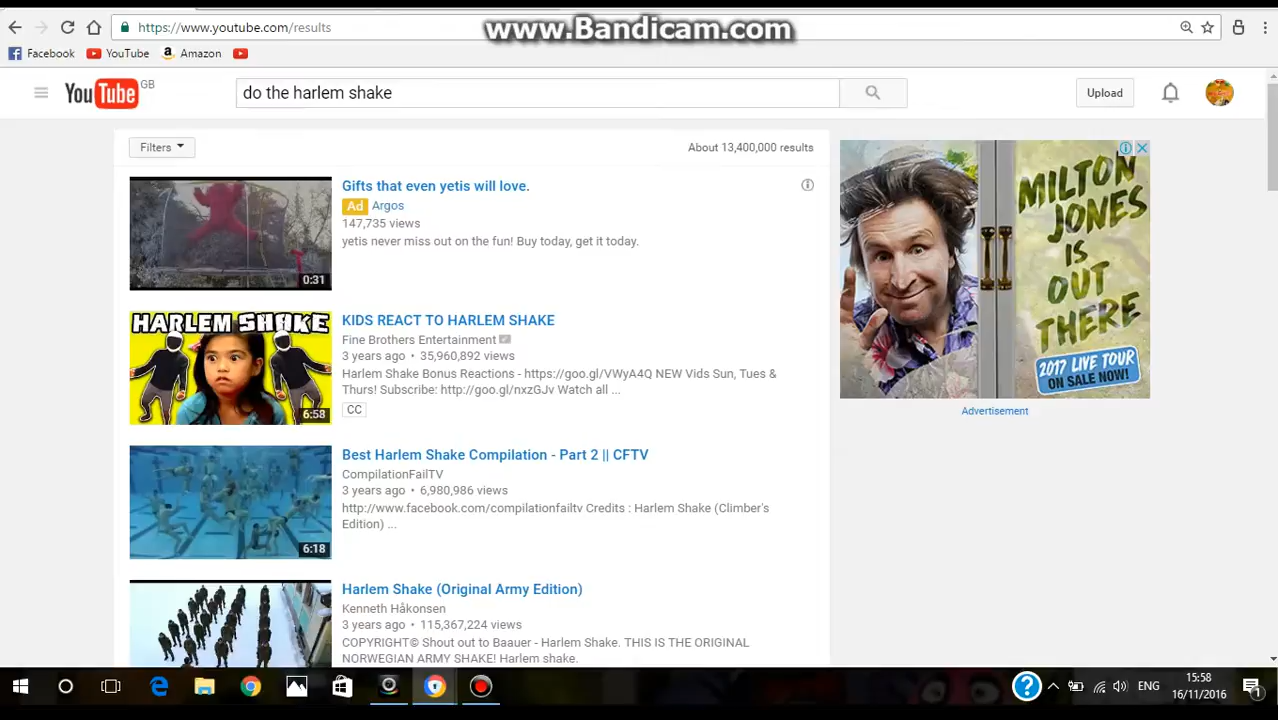 www.Bandicam.com
https://www.youtube.com/results
Facebook YouTube Amazon
YouTube GB
do the harlem shake
Upload
Filters
About 13,400,000 results
Gifts that even yetis will love.
Ad Argos
147,735 views
yetis never miss out on the fun! Buy today, get it today.
0:31
HARLEM SHAKE
6:58
KIDS REACT TO HARLEM SHAKE
Fine Brothers Entertainment
3 years ago • 35,960,892 views
Harlem Shake Bonus Reactions - https://goo.gl/VWyA4Q NEW Vids Sun, Tues &
Thurs! Subscribe: http://goo.gl/nxzGJv Watch all ...
CC
Best Harlem Shake Compilation - Part 2 || CFTV
CompilationFailTV
3 years ago • 6,980,986 views
http://www.facebook.com/compilationfailtv Credits : Harlem Shake (Climber's
Edition) ...
6:18
Harlem Shake (Original Army Edition)
Kenneth Håkonsen
3 years ago • 115,367,224 views
COPYRIGHT© Shout out to Baauer - Harlem Shake. THIS IS THE ORIGINAL
NORWEGIAN ARMY SHAKE! Harlem shake.
MILTON
JONES
IS
OUT
THERE
2017 LIVE TOUR
ON SALE NOW!
Advertisement
ENG
15:58
16/11/2016
1